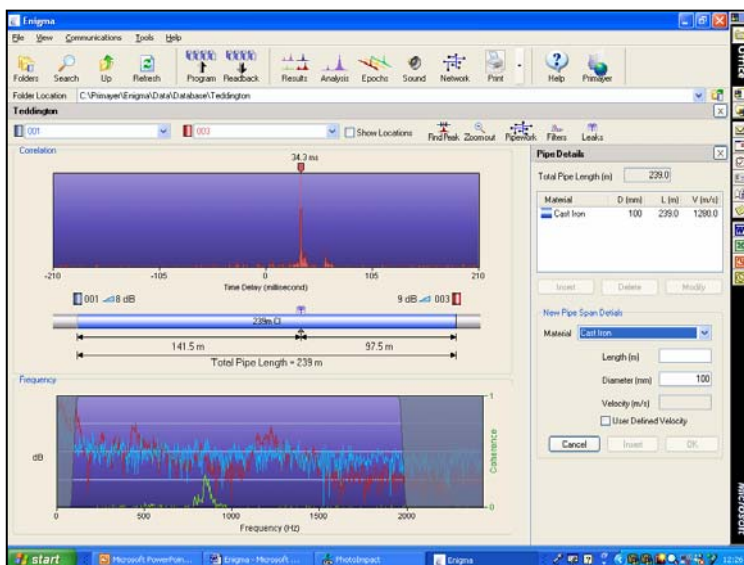 Enigma
File View Communications Tools Help
Folders Search Up Refresh Program Readback Results Analysis Epochs Sound Network Print Help Primayer
Folder Location C:\Primayer\Enigma\Data\Database\Teddington
Teddington
001 003 Show Locations Find Peak Zoom out Pipework Filters Leaks
Correlation
34.3 ms
-210 -105 0 105 210
Time Delay (millisecond)
001 8 dB 9 dB 003
239m CI
141.5 m 97.5 m
Total Pipe Length = 239 m
Frequency
1
dB
Coherence
0
0 500 1000 1500 2000
Frequency (Hz)
Pipe Details
Total Pipe Length (m) 239.0
Material D (mm) L (m) V (m/s)
Cast Iron 100 239.0 1280.0
Insert Delete Modify
New Pipe Span Details
Material Cast Iron
Length (m)
Diameter (mm) 100
Velocity (m/s)
User Defined Velocity
Cancel Insert OK
Office
Microsoft
start Microsoft PowerPoin... Enigma - Microsoft ... PhotoImpact Enigma 12:26